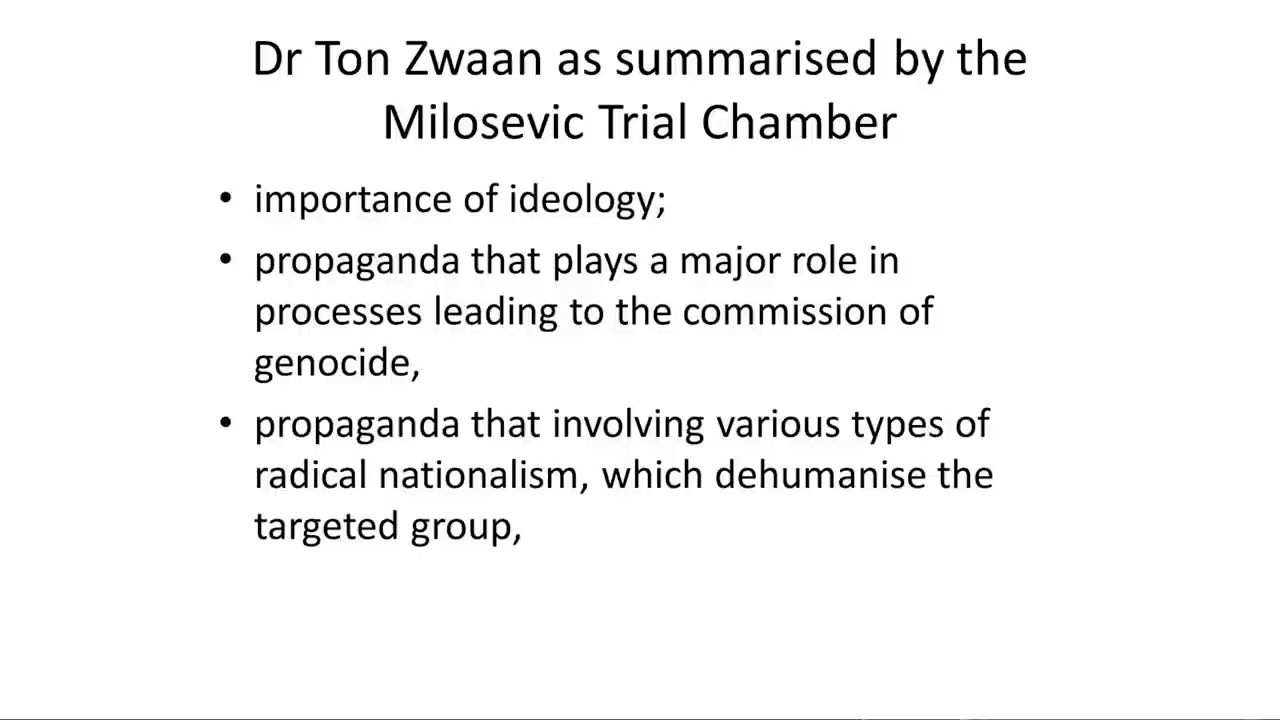 Dr Ton Zwaan as summarised by the
Milosevic Trial Chamber
• importance of ideology;
• propaganda that plays a major role in
processes leading to the commission of
genocide,
• propaganda that involving various types of
radical nationalism, which dehumanise the
targeted group,